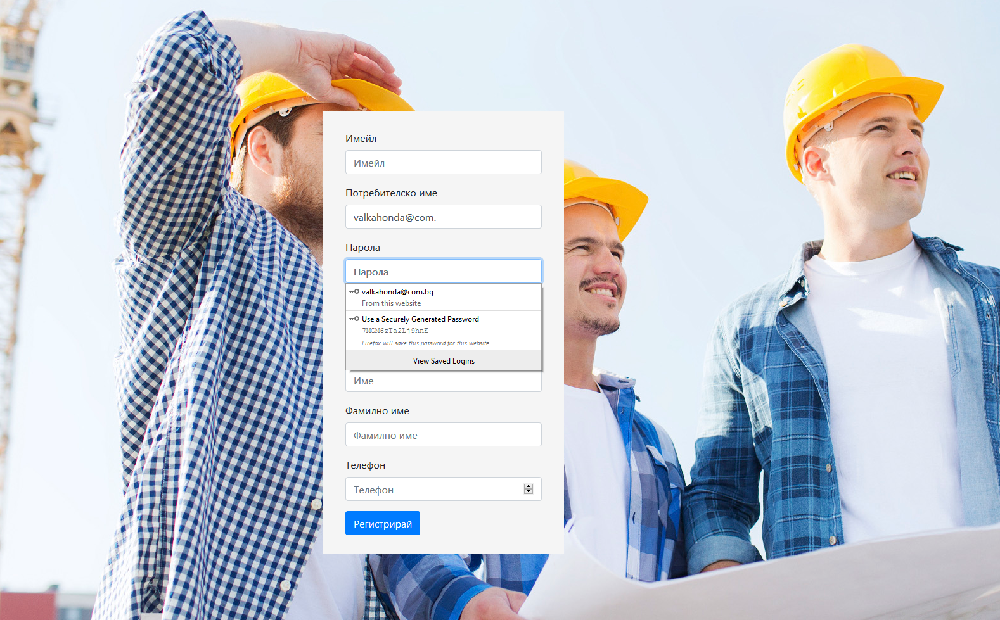 Имейл
Имейл
Потребителско име
valkahonda@com.
Парола
Парола
valkahonda@com.bg
From this website
Use a Securely Generated Password
7MGM6zTa2Lj9hnE
Firefox will save this password for this website.
View Saved Logins
Име
Фамилно име
Фамилно име
Телефон
Телефон
Регистрирай